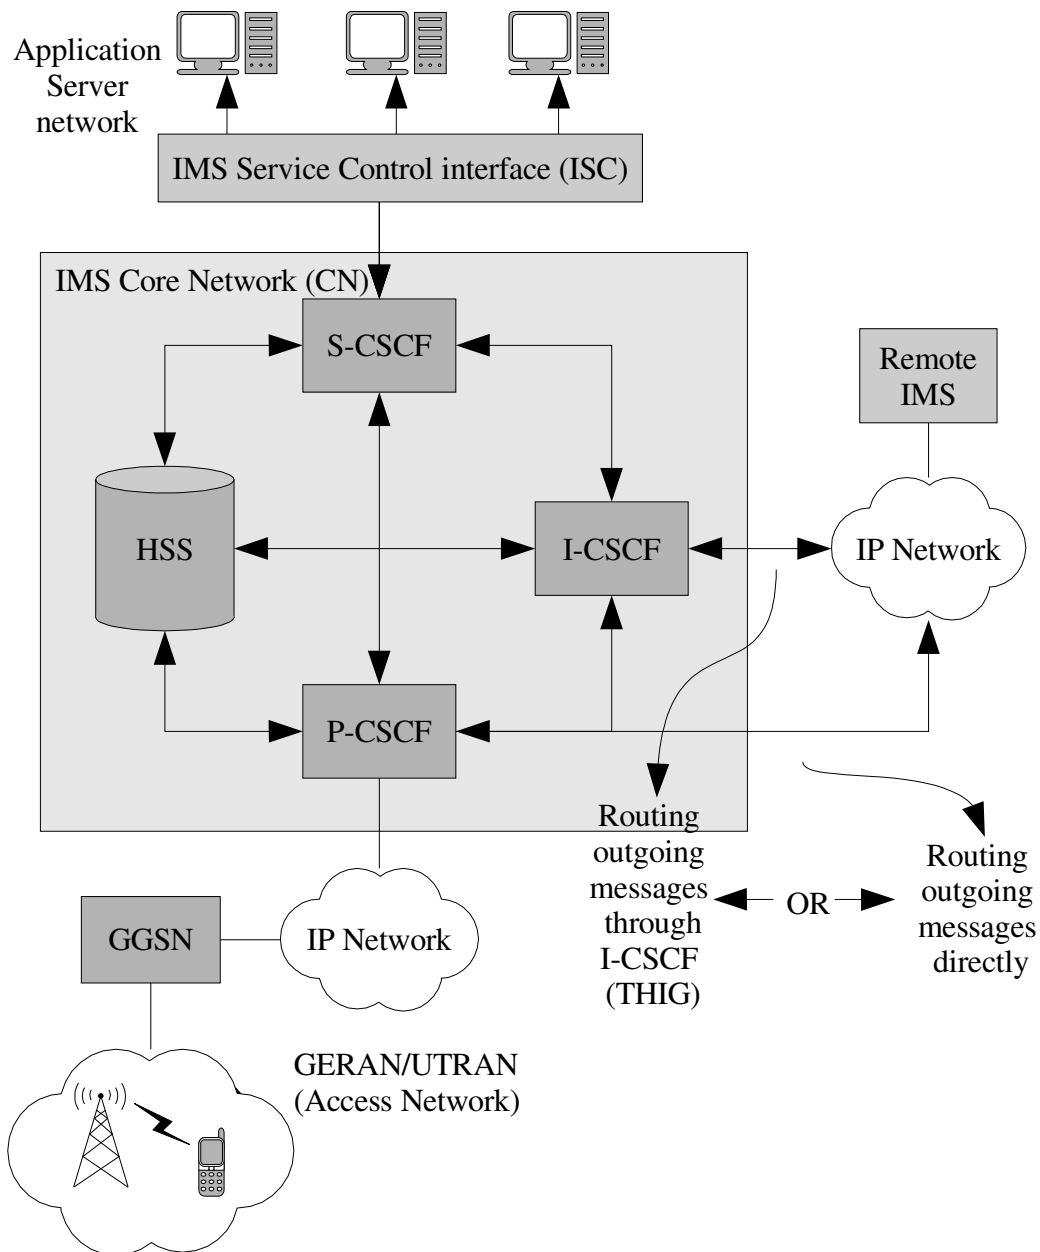 Application
Server
network
IMS Service Control interface (ISC)
IMS Core Network (CN)
S-CSCF
Remote
IMS
HSS
I-CSCF
IP Network
P-CSCF
Routing
outgoing
messages
through
I-CSCF
(THIG)
OR
Routing
outgoing
messages
directly
GGSN
IP Network
GERAN/UTRAN
(Access Network)